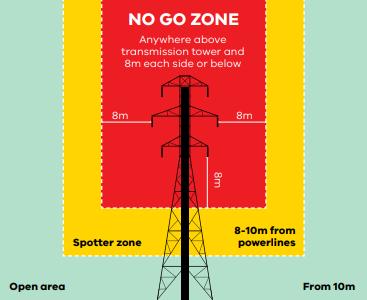 NO GO ZONE
Anywhere above
transmission tower and
8m each side or below
8m
8m
8m
Spotter zone
8-10m from
powerlines
Open area
From 10m